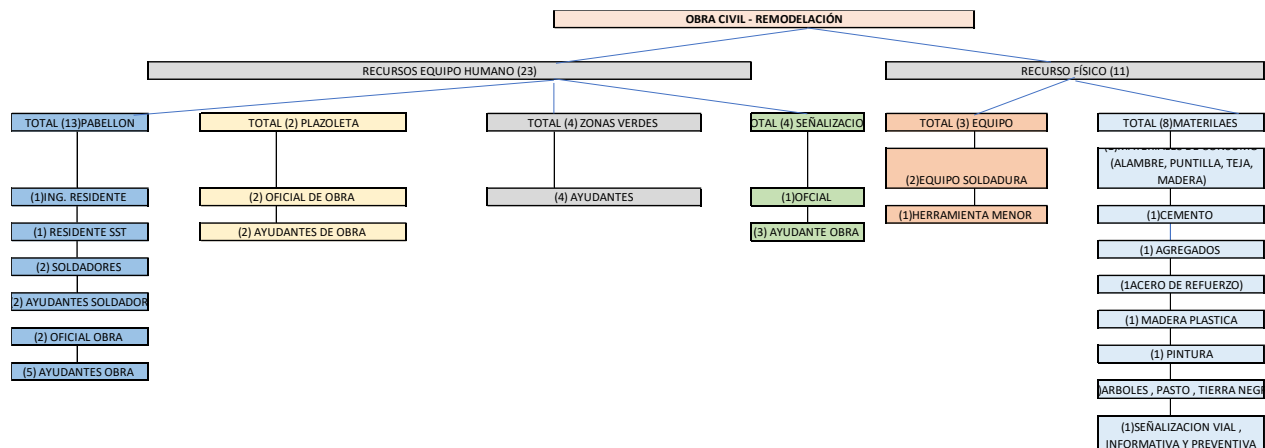 OBRA CIVIL - REMODELACIÓN
RECURSOS EQUIPO HUMANO (23)
RECURSO FÍSICO (11)
TOTAL (13)PABELLON
TOTAL (2) PLAZOLETA
TOTAL (4) ZONAS VERDES
OTAL (4) SEÑALIZACIO
TOTAL (3) EQUIPO
TOTAL (8)MATERILAES
(ALAMBRE, PUNTILLA, TEJA,
MADERA)
(2)EQUIPO SOLDADURA
(1)ING. RESIDENTE
(2) OFICIAL DE OBRA
(4) AYUDANTES
(1)OFCIAL
(1)HERRAMIENTA MENOR
(1)CEMENTO
(1) RESIDENTE SST
(2) AYUDANTES DE OBRA
(3) AYUDANTE OBRA
(1) AGREGADOS
(2) SOLDADORES
(1ACERO DE REFUERZO)
2) AYUDANTES SOLDADOR
(1) MADERA PLASTICA
(2) OFICIAL OBRA
(1) PINTURA
(5) AYUDANTES OBRA
)ARBOLES , PASTO , TIERRA NEGR
(1)SEÑALIZACION VIAL ,
INFORMATIVA Y PREVENTIVA